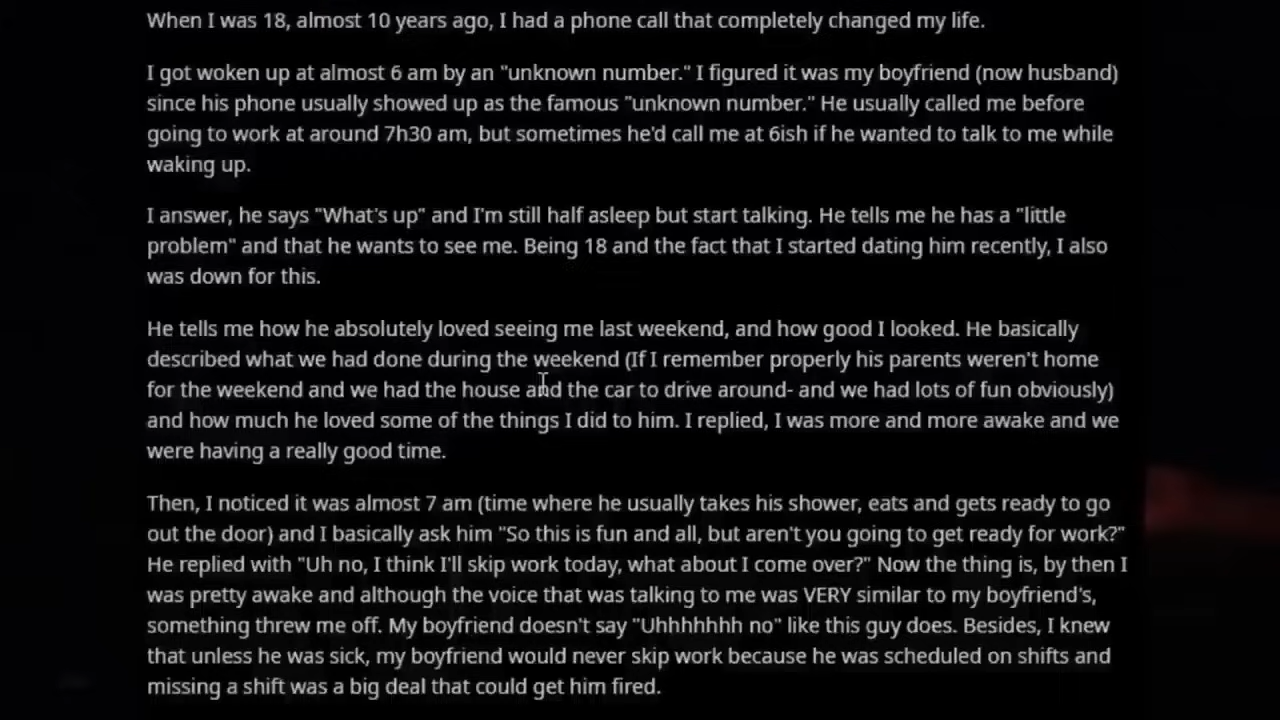 When I was 18, almost 10 years ago, I had a phone call that completely changed my life.
I got woken up at almost 6 am by an "unknown number." I figured it was my boyfriend (now husband)
since his phone usually showed up as the famous "unknown number." He usually called me before
going to work at around 7h30 am, but sometimes he'd call me at 6ish if he wanted to talk to me while
waking up.
I answer, he says "What's up" and I'm still half asleep but start talking. He tells me he has a "little
problem" and that he wants to see me. Being 18 and the fact that I started dating him recently, I also
was down for this.
He tells me how he absolutely loved seeing me last weekend, and how good I looked. He basically
described what we had done during the weekend (If I remember properly his parents weren't home
for the weekend and we had the house and the car to drive around- and we had lots of fun obviously)
and how much he loved some of the things I did to him. I replied, I was more and more awake and we
were having a really good time.
Then, I noticed it was almost 7 am (time where he usually takes his shower, eats and gets ready to go
out the door) and I basically ask him "So this is fun and all, but aren't you going to get ready for work?"
He replied with "Uh no, I think I'll skip work today, what about I come over?" Now the thing is, by then I
was pretty awake and although the voice that was talking to me was VERY similar to my boyfriend's,
something threw me off. My boyfriend doesn't say "Uhhhhhhh no" like this guy does. Besides, I knew
that unless he was sick, my boyfriend would never skip work because he was scheduled on shifts and
missing a shift was a big deal that could get him fired.